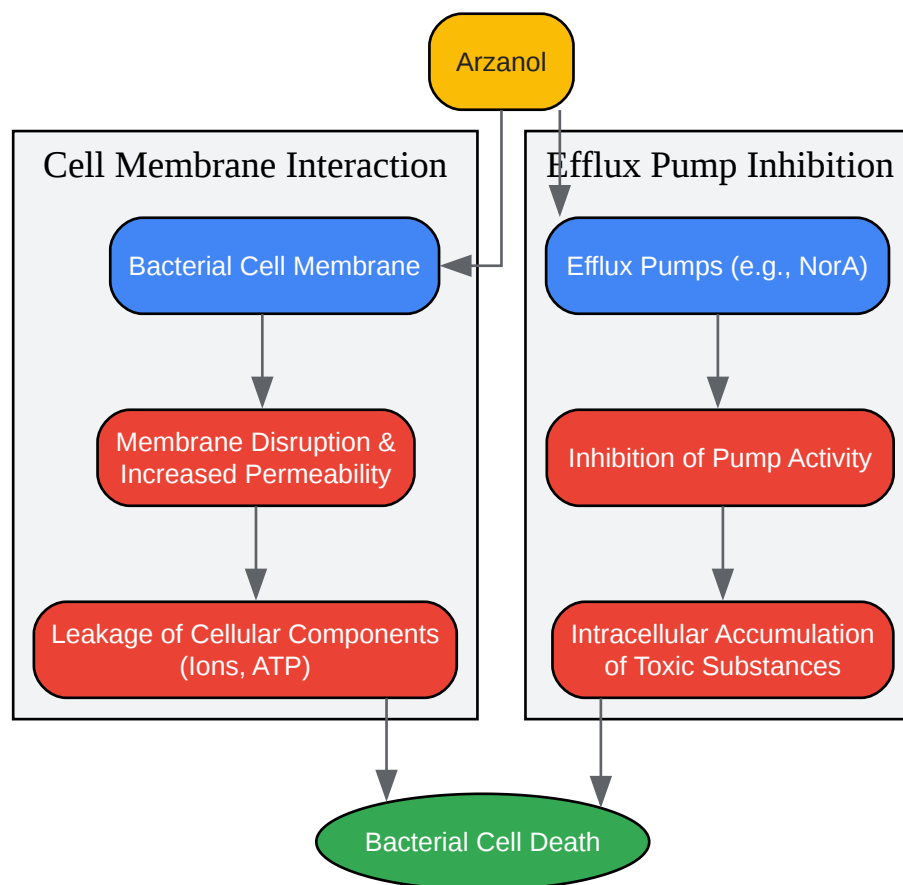 Arzanol
Cell Membrane Interaction
Bacterial Cell Membrane
Membrane Disruption &
Increased Permeability
Leakage of Cellular Components
(Ions, ATP)
Efflux Pump Inhibition
Efflux Pumps (e.g., NorA)
Inhibition of Pump Activity
Intracellular Accumulation
of Toxic Substances
Bacterial Cell Death